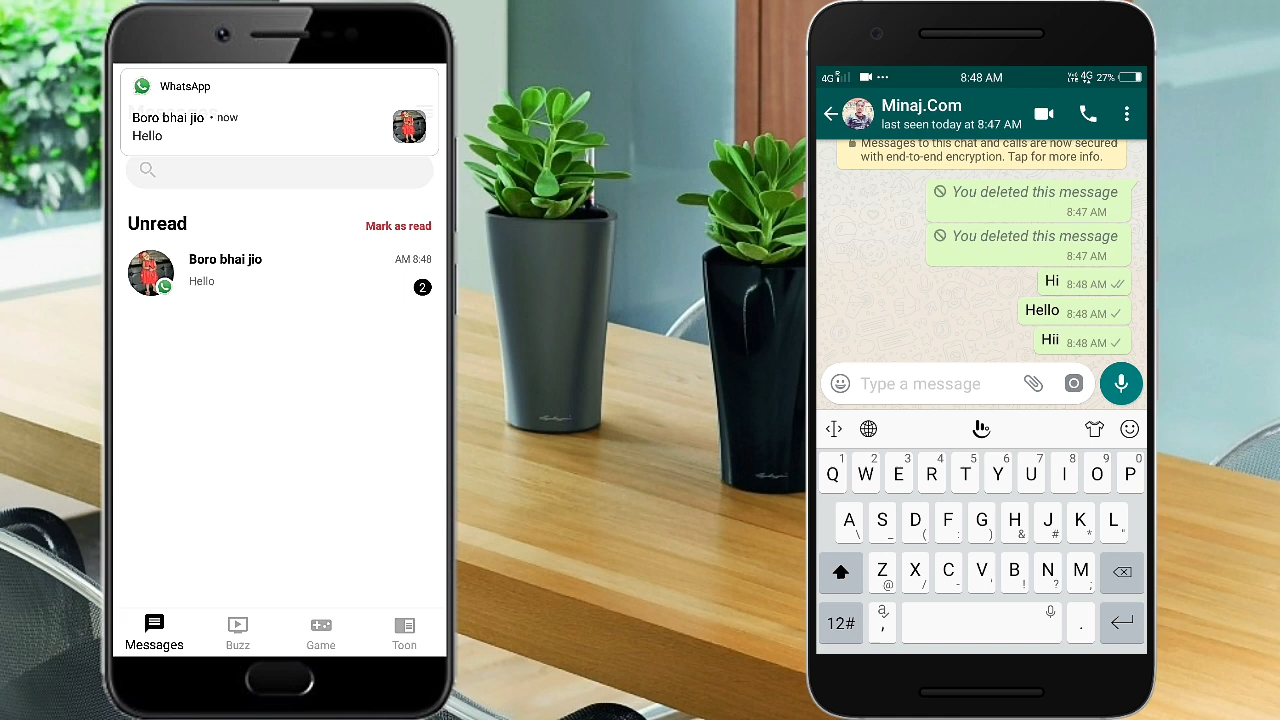 WhatsApp
Messages
Boro bhai jio • now
Hello
Unread
Mark as read
Boro bhai jio
AM 8:48
Hello
2
Messages
Buzz
Game
Toon
4G
8:48 AM
4G 27%
Minaj.Com
last seen today at 8:47 AM
Messages to this chat and calls are now secured
with end-to-end encryption. Tap for more info.
You deleted this message
8:47 AM
You deleted this message
8:47 AM
Hi 8:48 AM
Hello 8:48 AM
Hii 8:48 AM
Type a message
1 2 3 4 5 6 7 8 9 0
Q W E R T Y U I O P
A S D F G H J K L
\ _ ( : ) & # * "
Z X C V B N M
@ / - ' ! ? ;
12# , .